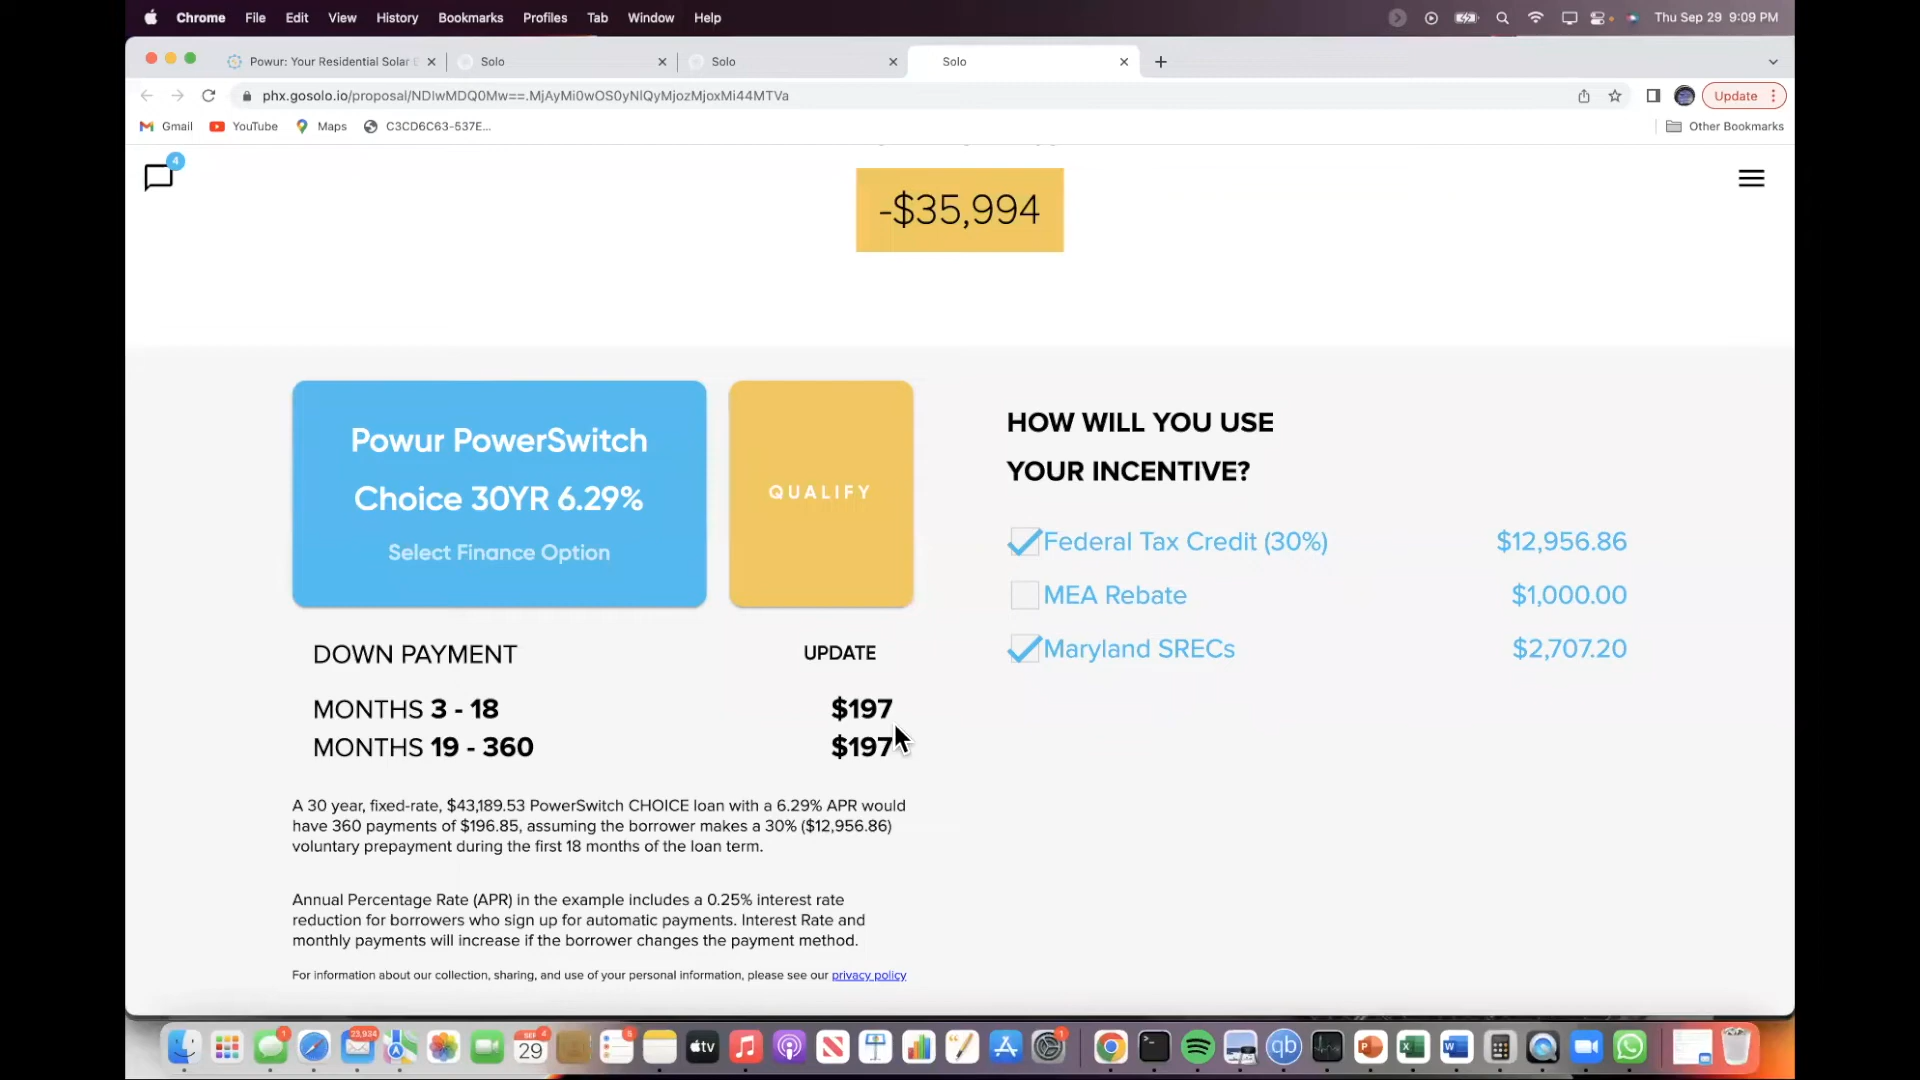 Chrome File Edit View History Bookmarks Profiles Tab Window Help Thu Sep 29 9:09 PM
Powur: Your Residential Solar Solo Solo Solo
phx.gosolo.io/proposal/NDIwMDQ0Mw==.MjAyMi0wOS0yNlQyMjozMjoxMi44MTVa Update
Gmail YouTube Maps C3CD6C63-537E... Other Bookmarks
4
-$35,994
Powur PowerSwitch
Choice 30YR 6.29%
Select Finance Option
QUALIFY
DOWN PAYMENT UPDATE
MONTHS 3 - 18 $197
MONTHS 19 - 360 $197
A 30 year, fixed-rate, $43,189.53 PowerSwitch CHOICE loan with a 6.29% APR would
have 360 payments of $196.85, assuming the borrower makes a 30% ($12,956.86)
voluntary prepayment during the first 18 months of the loan term.
Annual Percentage Rate (APR) in the example includes a 0.25% interest rate
reduction for borrowers who sign up for automatic payments. Interest Rate and
monthly payments will increase if the borrower changes the payment method.
For information about our collection, sharing, and use of your personal information, please see our privacy policy
HOW WILL YOU USE
YOUR INCENTIVE?
Federal Tax Credit (30%) $12,956.86
MEA Rebate $1,000.00
Maryland SRECs $2,707.20
1 23,934 SEP 29 4 6 tv 1 qb P X W